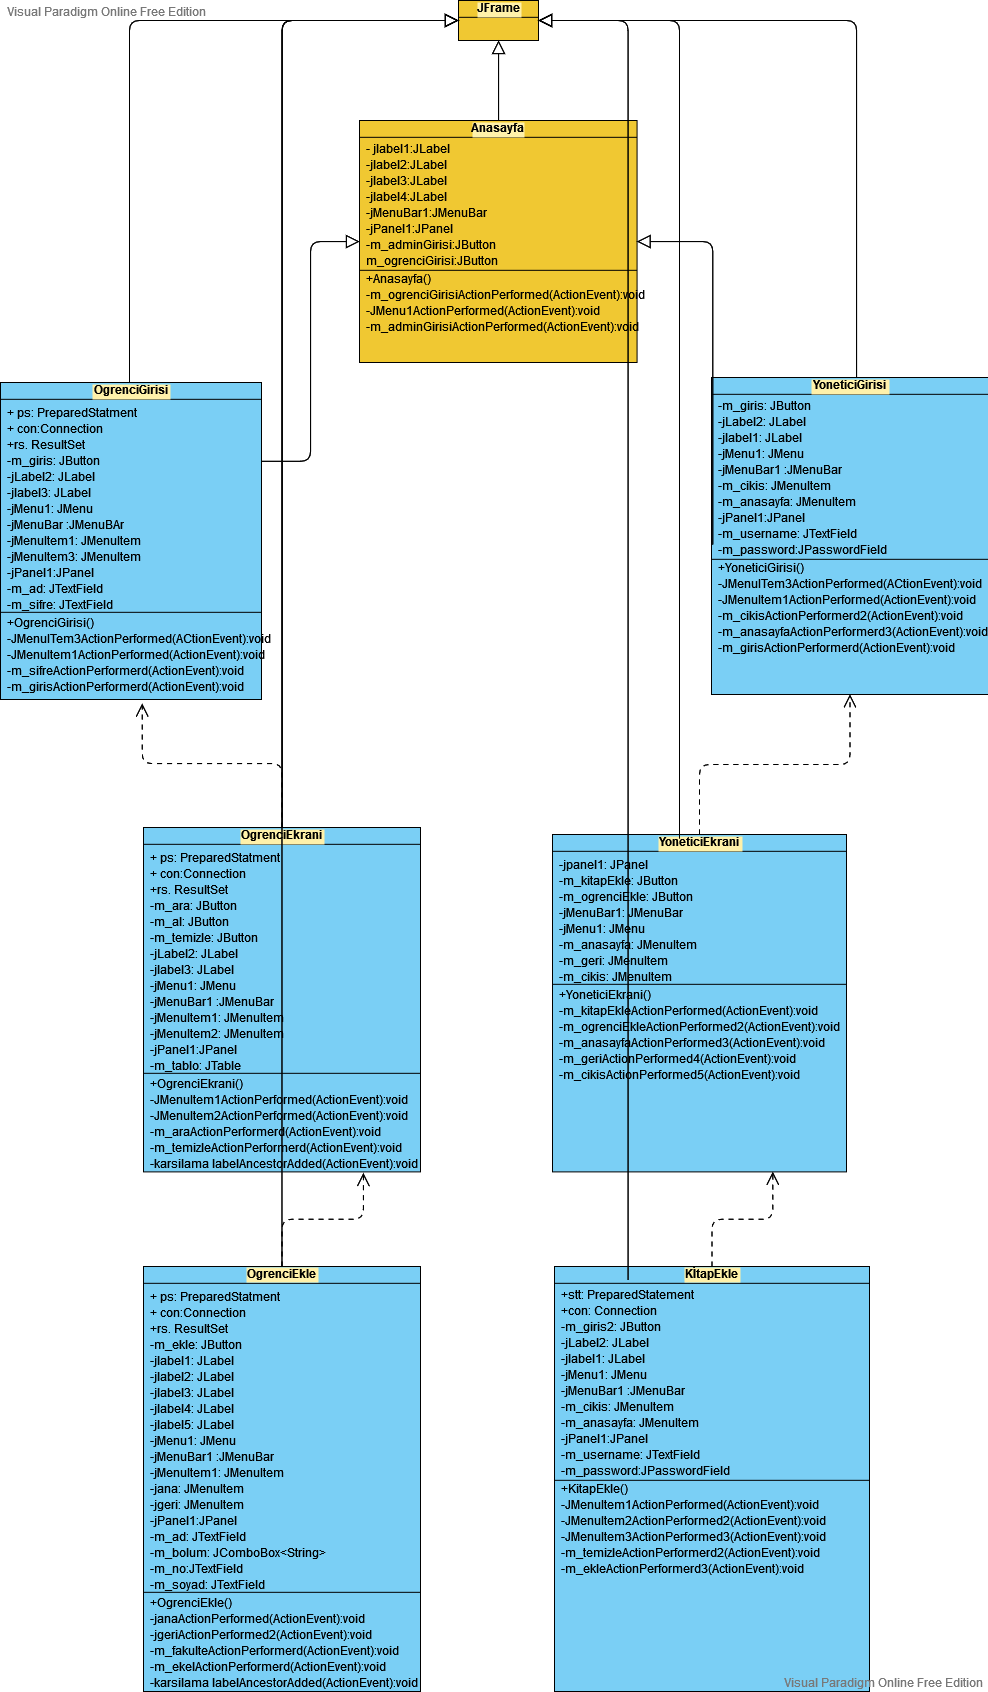 Visual Paradigm Online Free Edition
JFrame
Anasayfa
- jlabel1:JLabel
-jlabel2:JLabel
-jlabel3:JLabel
-jlabel4:JLabel
-jMenuBar1:JMenuBar
-jPanel1:JPanel
-m_adminGirisi:JButton
m_ogrenciGirisi:JButton
+Anasayfa()
-m_ogrenciGirisiActionPerformed(ActionEvent):void
-JMenu1ActionPerformed(ActionEvent):void
-m_adminGirisiActionPerformed(ActionEvent):void
OgrenciGirisi
+ ps: PreparedStatment
+ con:Connection
+rs. ResultSet
-m_giris: JButton
-jLabel2: JLabel
-jlabel3: JLabel
-jMenu1: JMenu
-jMenuBar :JMenuBAr
-jMenuItem1: JMenuItem
-jMenuItem3: JMenuItem
-jPanel1:JPanel
-m_ad: JTextField
-m_sifre: JTextField
+OgrenciGirisi()
-JMenuITem3ActionPerformed(ACtionEvent):void
-JMenuItem1ActionPerformed(ActionEvent):void
-m_sifreActionPerformerd(ActionEvent):void
-m_girisActionPerformerd(ActionEvent):void
YoneticiGirisi
-m_giris: JButton
-jLabel2: JLabel
-jlabel1: JLabel
-jMenu1: JMenu
-jMenuBar1 :JMenuBar
-m_cikis: JMenuItem
-m_anasayfa: JMenuItem
-jPanel1:JPanel
-m_username: JTextField
-m_password:JPasswordField
+YoneticiGirisi()
-JMenuITem3ActionPerformed(ACtionEvent):void
-JMenuItem1ActionPerformed(ActionEvent):void
-m_cikisActionPerformerd2(ActionEvent):void
-m_anasayfaActionPerformerd3(ActionEvent):void
-m_girisActionPerformerd(ActionEvent):void
OgrenciEkrani
+ ps: PreparedStatment
+ con:Connection
+rs. ResultSet
-m_ara: JButton
-m_al: JButton
-m_temizle: JButton
-jLabel2: JLabel
-jlabel3: JLabel
-jMenu1: JMenu
-jMenuBar1 :JMenuBar
-jMenuItem1: JMenuItem
-jMenuItem2: JMenuItem
-jPanel1:JPanel
-m_tablo: JTable
+OgrenciEkrani()
-JMenuItem1ActionPerformed(ActionEvent):void
-JMenuItem2ActionPerformed(ActionEvent):void
-m_araActionPerformerd(ActionEvent):void
-m_temizleActionPerformerd(ActionEvent):void
-karsilama labelAncestorAdded(ActionEvent):void
YoneticiEkrani
-jpanel1: JPanel
-m_kitapEkle: JButton
-m_ogrenciEkle: JButton
-jMenuBar1: JMenuBar
-jMenu1: JMenu
-m_anasayfa: JMenuItem
-m_geri: JMenuItem
-m_cikis: JMenuItem
+YoneticiEkrani()
-m_kitapEkleActionPerformed(ActionEvent):void
-m_ogrenciEkleActionPerformed2(ActionEvent):void
-m_anasayfaActionPerformed3(ActionEvent):void
-m_geriActionPerformed4(ActionEvent):void
-m_cikisActionPerformed5(ActionEvent):void
OgrenciEkle
+ ps: PreparedStatment
+ con:Connection
+rs. ResultSet
-m_ekle: JButton
-jlabel1: JLabel
-jlabel2: JLabel
-jlabel3: JLabel
-jlabel4: JLabel
-jlabel5: JLabel
-jMenu1: JMenu
-jMenuBar1 :JMenuBar
-jMenuItem1: JMenuItem
-jana: JMenuItem
-jgeri: JMenuItem
-jPanel1:JPanel
-m_ad: JTextField
-m_bolum: JComboBox<String>
-m_no:JTextField
-m_soyad: JTextField
+OgrenciEkle()
-janaActionPerformed(ActionEvent):void
-jgeriActionPerformed2(ActionEvent):void
-m_fakulteActionPerformerd(ActionEvent):void
-m_ekelActionPerformerd(ActionEvent):void
-karsilama labelAncestorAdded(ActionEvent):void
KitapEkle
+stt: PreparedStatement
+con: Connection
-m_giris2: JButton
-jLabel2: JLabel
-jlabel1: JLabel
-jMenu1: JMenu
-jMenuBar1 :JMenuBar
-m_cikis: JMenuItem
-m_anasayfa: JMenuItem
-jPanel1:JPanel
-m_username: JTextField
-m_password:JPasswordField
+KitapEkle()
-JMenuItem1ActionPerformed(ActionEvent):void
-JMenuItem2ActionPerformed2(ActionEvent):void
-JMenuItem3ActionPerformed3(ActionEvent):void
-m_temizleActionPerformerd2(ActionEvent):void
-m_ekleActionPerformerd3(ActionEvent):void
Visual Paradigm Online Free Edition